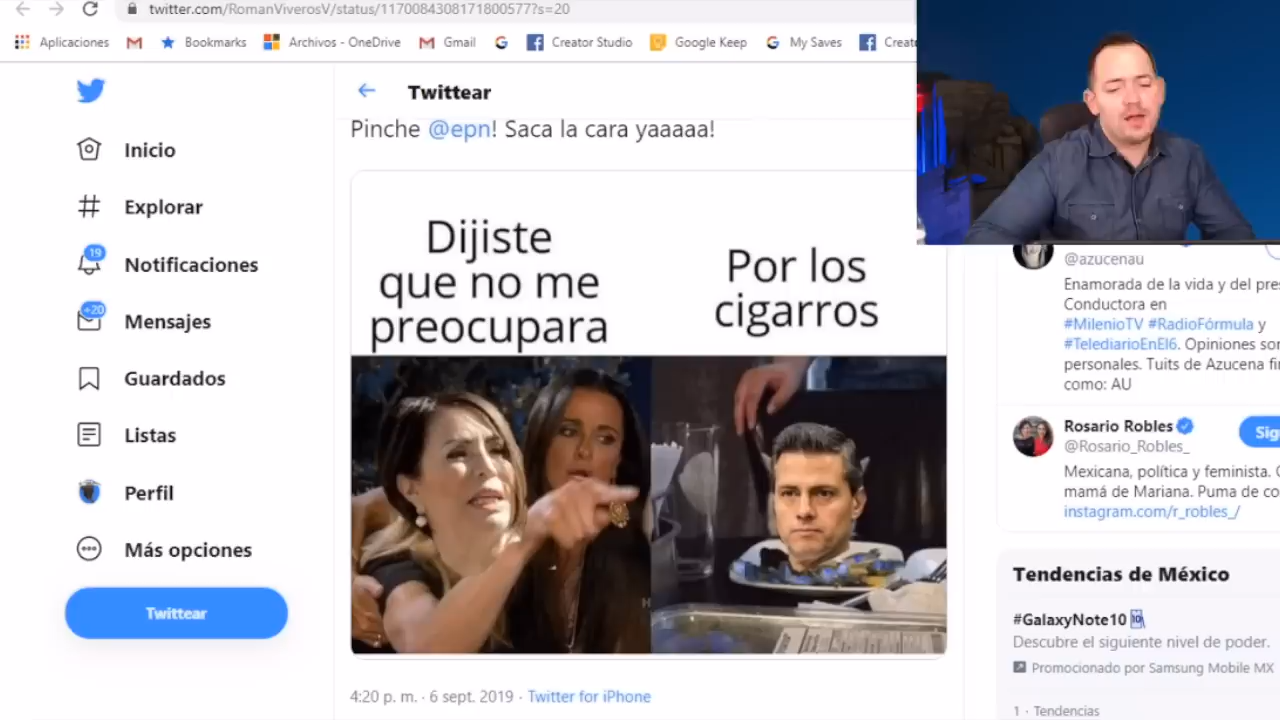 twitter.com/RomanViverosV/status/1170084308171800577?s=20
Aplicaciones
Bookmarks
Archivos - OneDrive
Gmail
Creator Studio
Google Keep
My Saves
Twittear
Pinche @epn! Saca la cara yaaaaa!
Inicio
Explorar
19
Notificaciones
+20
Mensajes
Guardados
Listas
Perfil
Más opciones
Twittear
Dijiste
que no me
preocupara
Por los
cigarros
4:20 p. m. · 6 sept. 2019 · Twitter for iPhone
@azucenau
Enamorada de la vida y del
Conductora en
#MilenioTV #RadioFórmula y
#TelediarioEnEl6. Opiniones
personales. Tuits de Azucena
como: AU
Rosario Robles
@Rosario_Robles_
Mexicana, política y feminista.
mamá de Mariana. Puma de
instagram.com/r_robles_/
Tendencias de México
#GalaxyNote10
Descubre el siguiente nivel de poder.
Promocionado por Samsung Mobile MX
1 · Tendencias